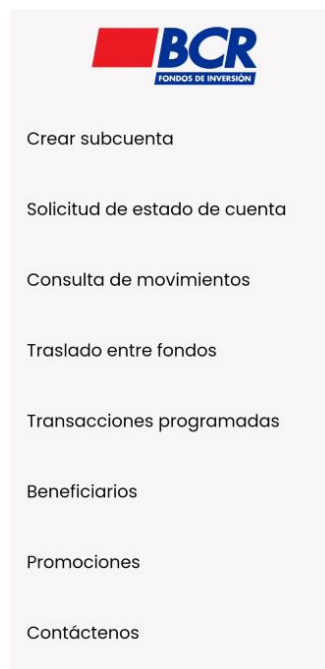 BCR
FONDOS DE INVERSIÓN
Crear subcuenta
Solicitud de estado de cuenta
Consulta de movimientos
Traslado entre fondos
Transacciones programadas
Beneficiarios
Promociones
Contáctenos